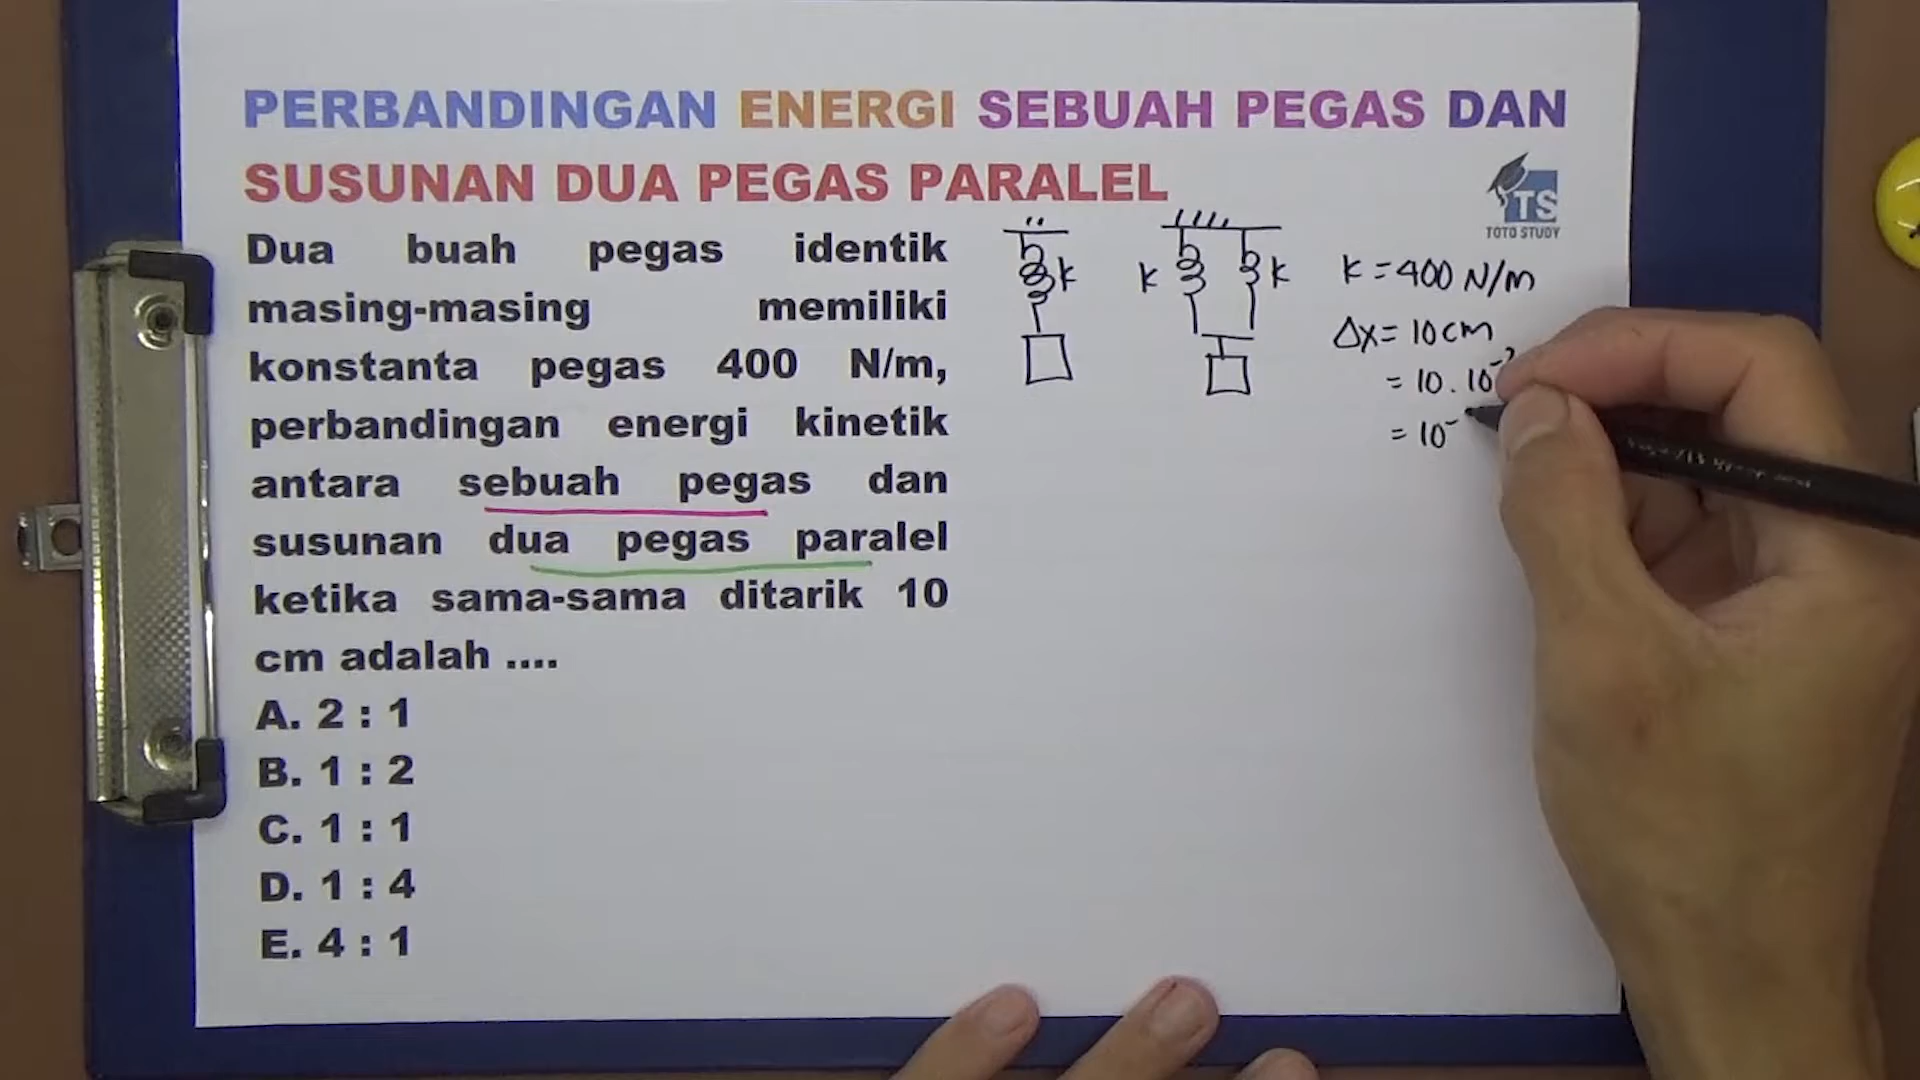 PERBANDINGAN ENERGI SEBUAH PEGAS DAN
SUSUNAN DUA PEGAS PARALEL
TS
TOTO STUDY
Dua buah pegas identik
masing-masing memiliki
konstanta pegas 400 N/m,
perbandingan energi kinetik
antara sebuah pegas dan
susunan dua pegas paralel
ketika sama-sama ditarik 10
cm adalah ....
A. 2 : 1
B. 1 : 2
C. 1 : 1
D. 1 : 4
E. 4 : 1
k
k k
k = 400 N/m
Δx = 10 cm
= 10 . 10
= 10⁻